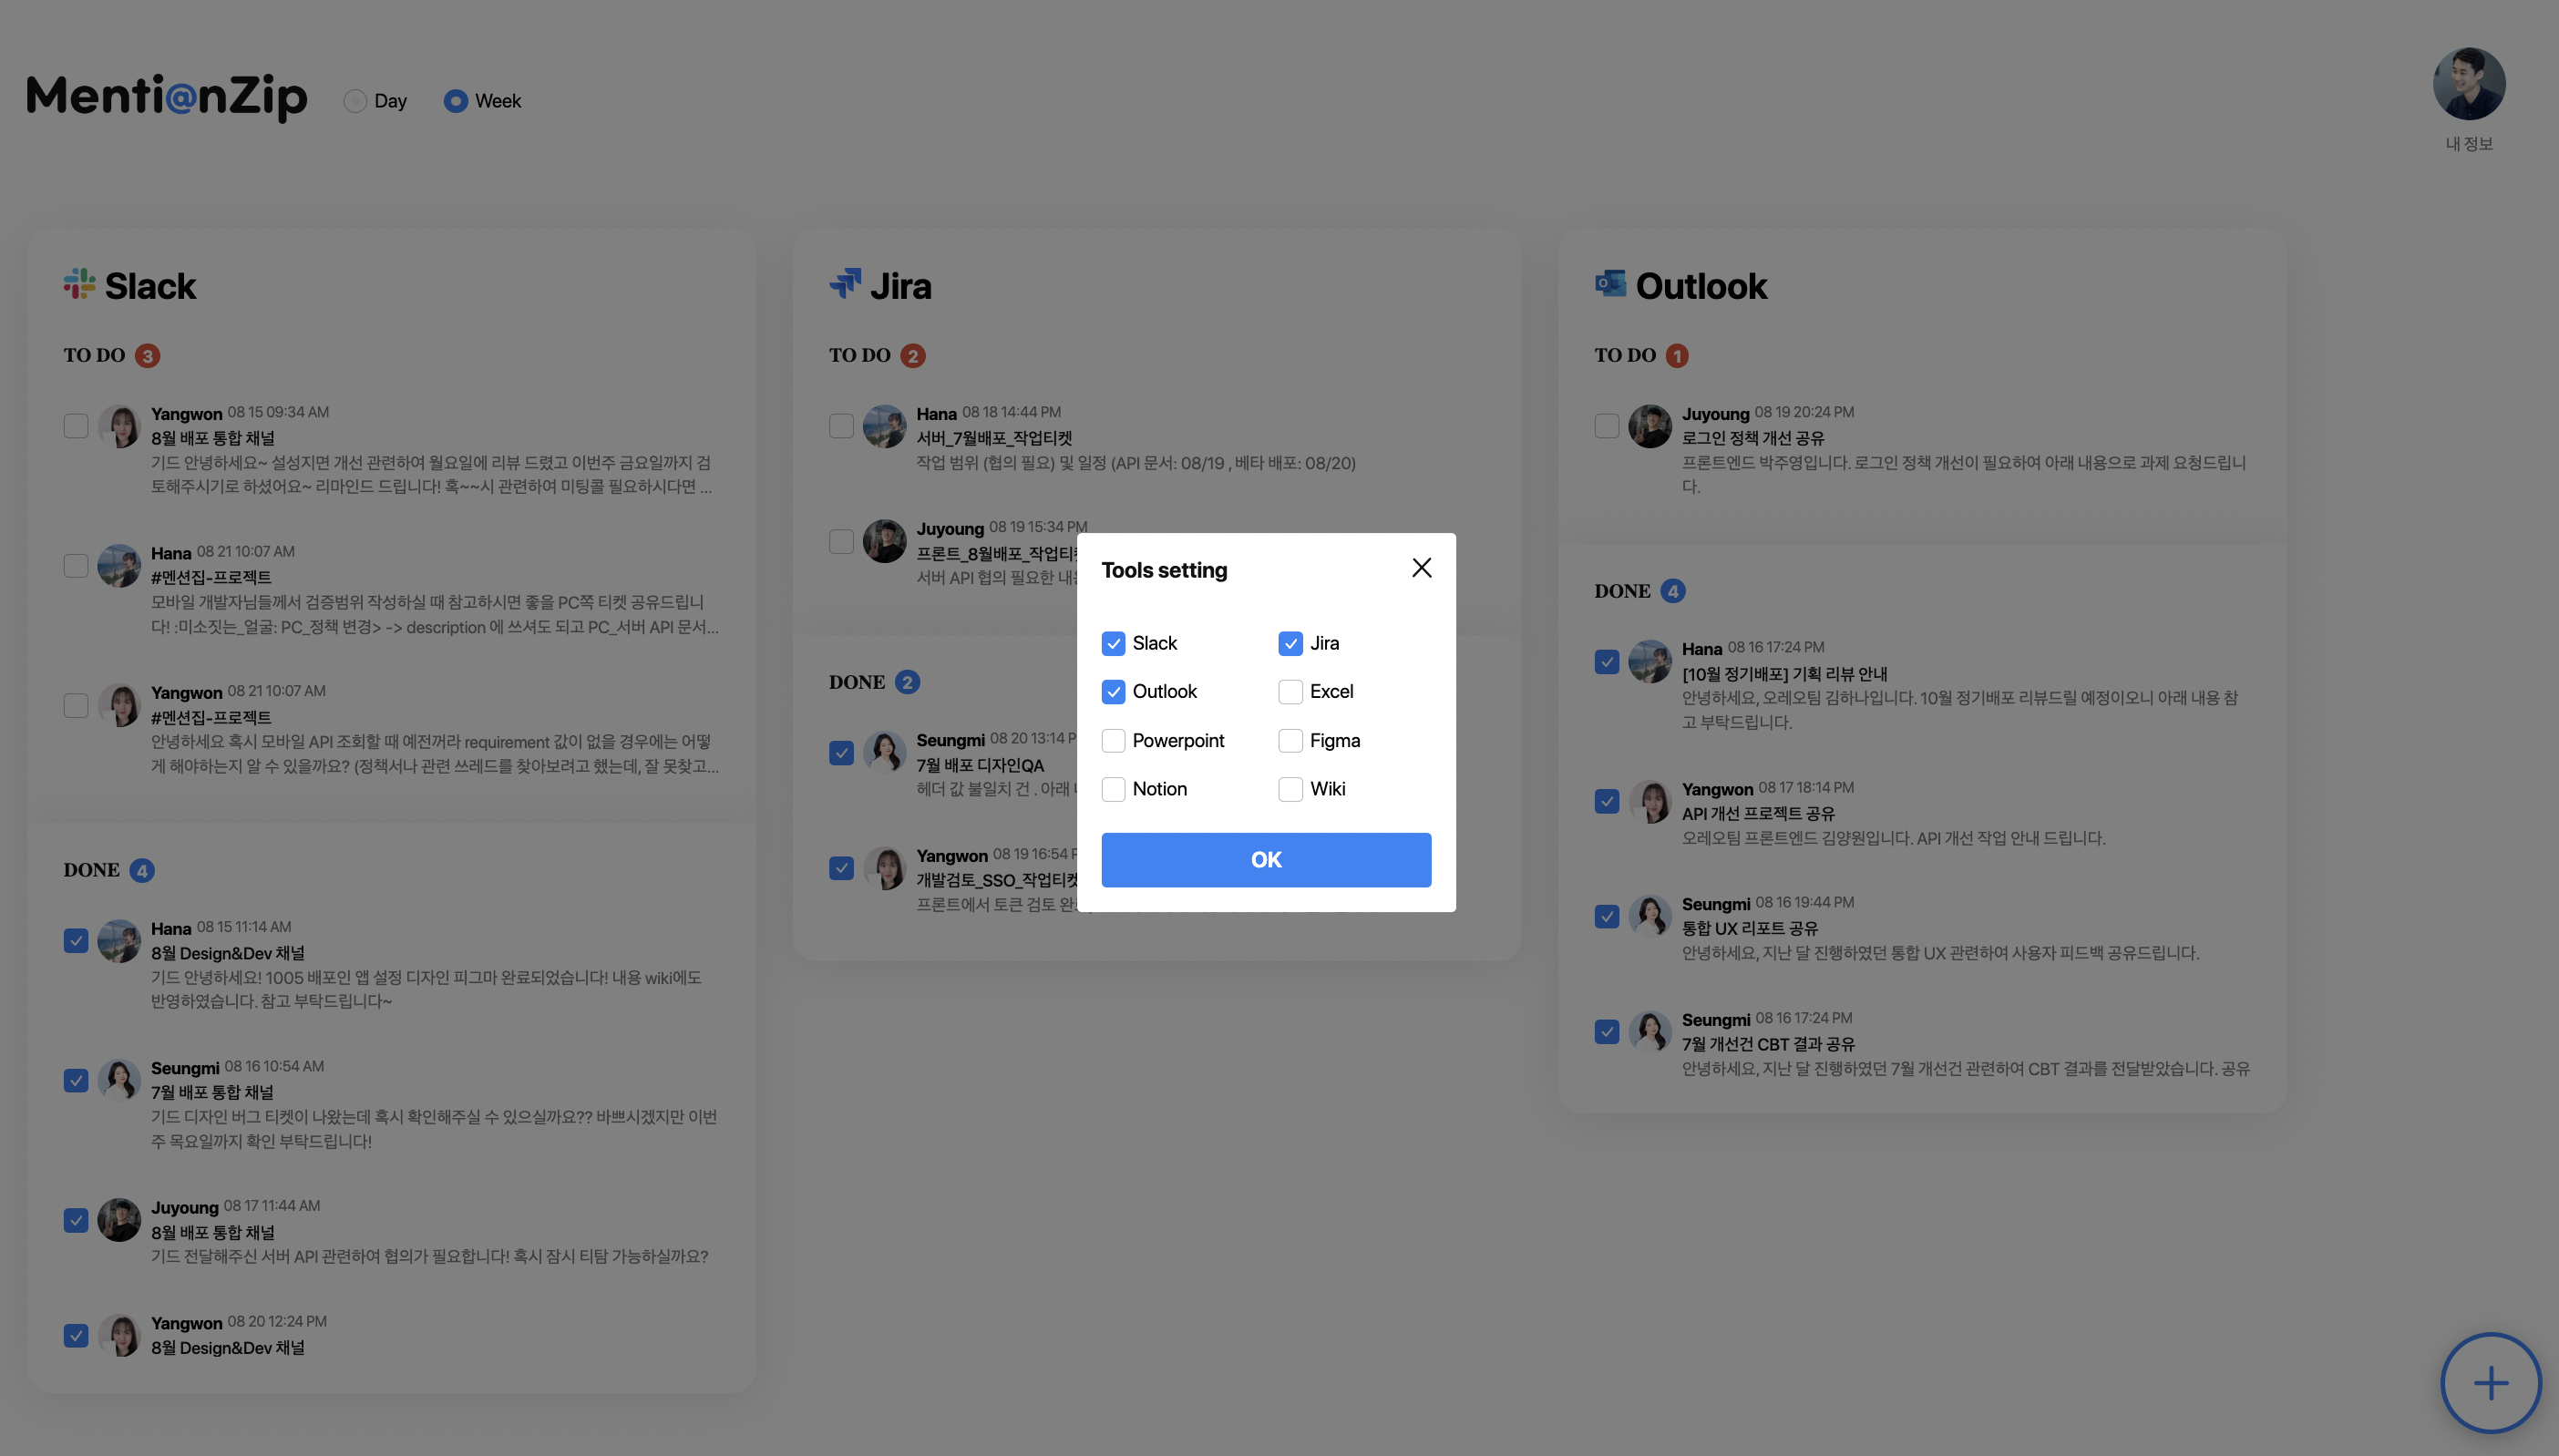 Menti@nZip
Day
Week
내 정보
Slack
TO DO 3
Yangwon 08 15 09:34 AM
8월 배포 통합 채널
기드 안녕하세요~ 설성지면 개선 관련하여 월요일에 리뷰 드렸고 이번주 금요일까지 검
토해주시기로 하셨어요~ 리마인드 드립니다! 혹~~시 관련하여 미팅콜 필요하시다면 ...
Hana 08 21 10:07 AM
#멘션집-프로젝트
모바일 개발자님들께서 검증범위 작성하실 때 참고하시면 좋을 PC쪽 티켓 공유드립니
다! :미소짓는_얼굴: PC_정책 변경> -> description 에 쓰셔도 되고 PC_서버 API 문서...
Yangwon 08 21 10:07 AM
#멘션집-프로젝트
안녕하세요 혹시 모바일 API 조회할 때 예전꺼라 requirement 값이 없을 경우에는 어떻
게 해야하는지 알 수 있을까요? (정책서나 관련 쓰레드를 찾아보려고 했는데, 잘 못찾고...
DONE 4
Hana 08 15 11:14 AM
8월 Design&Dev 채널
기드 안녕하세요! 1005 배포인 앱 설정 디자인 피그마 완료되었습니다! 내용 wiki에도
반영하였습니다. 참고 부탁드립니다~
Seungmi 08 16 10:54 AM
7월 배포 통합 채널
기드 디자인 버그 티켓이 나왔는데 혹시 확인해주실 수 있으실까요?? 바쁘시겠지만 이번
주 목요일까지 확인 부탁드립니다!
Juyoung 08 17 11:44 AM
8월 배포 통합 채널
기드 전달해주신 서버 API 관련하여 협의가 필요합니다! 혹시 잠시 티탐 가능하실까요?
Yangwon 08 20 12:24 PM
8월 Design&Dev 채널
Jira
TO DO 2
Hana 08 18 14:44 PM
서버_7월배포_작업티켓
작업 범위 (협의 필요) 및 일정 (API 문서: 08/19 , 베타 배포: 08/20)
Juyoung 08 19 15:34 PM
프론트_8월배포_작업티
서버 API 협의 필요한 내
DONE 2
Seungmi 08 20 13:14 P
7월 배포 디자인QA
헤더 값 불일치 건 . 아래
Yangwon 08 19 16:54
개발검토_SSO_작업티켓
프론트에서 토큰 검토 완
Tools setting
Slack
Jira
Outlook
Excel
Powerpoint
Figma
Notion
Wiki
OK
Outlook
TO DO 1
Juyoung 08 19 20:24 PM
로그인 정책 개선 공유
프론트엔드 박주영입니다. 로그인 정책 개선이 필요하여 아래 내용으로 과제 요청드립니
다.
DONE 4
Hana 08 16 17:24 PM
[10월 정기배포] 기획 리뷰 안내
안녕하세요, 오레오팀 김하나입니다. 10월 정기배포 리뷰드릴 예정이오니 아래 내용 참
고 부탁드립니다.
Yangwon 08 17 18:14 PM
API 개선 프로젝트 공유
오레오팀 프론트엔드 김양원입니다. API 개선 작업 안내 드립니다.
Seungmi 08 16 19:44 PM
통합 UX 리포트 공유
안녕하세요, 지난 달 진행하였던 통합 UX 관련하여 사용자 피드백 공유드립니다.
Seungmi 08 16 17:24 PM
7월 개선건 CBT 결과 공유
안녕하세요, 지난 달 진행하였던 7월 개선건 관련하여 CBT 결과를 전달받았습니다. 공유